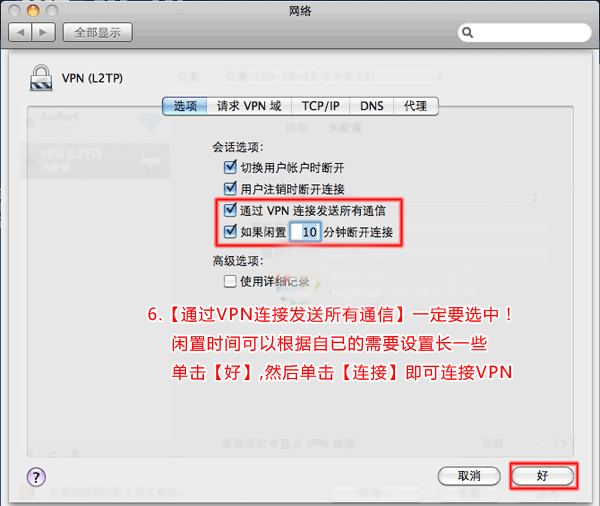 网络
全部显示
VPN (L2TP)
选项 请求 VPN 域 TCP/IP DNS 代理
会话选项:
切换用户帐户时断开
用户注销时断开连接
通过 VPN 连接发送所有通信
如果闲置 10 分钟断开连接
高级选项:
使用详细记录
6.【通过VPN连接发送所有通信】一定要选中！
闲置时间可以根据自已的需要设置长一些
单击【好】,然后单击【连接】即可连接VPN
?
取消 好